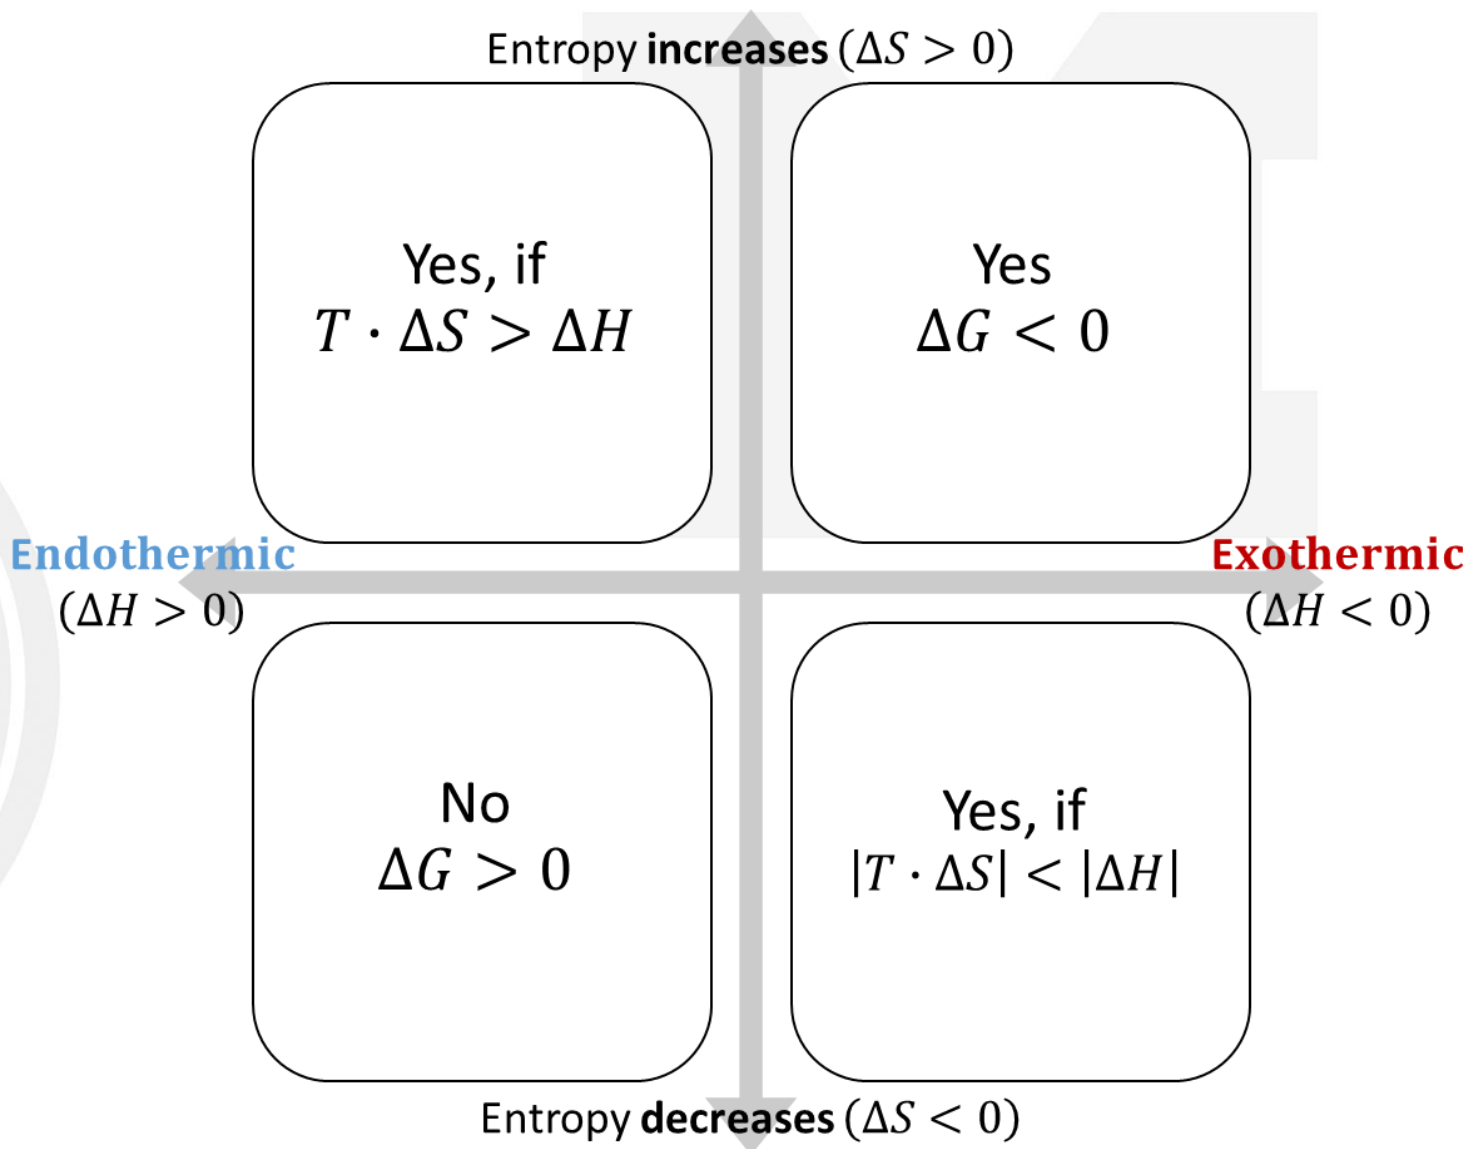 Entropy increases (ΔS > 0)
Yes, if
T · ΔS > ΔH
Yes
ΔG < 0
Endothermic
(ΔH > 0)
Exothermic
(ΔH < 0)
No
ΔG > 0
Yes, if
|T · ΔS| < |ΔH|
Entropy decreases (ΔS < 0)